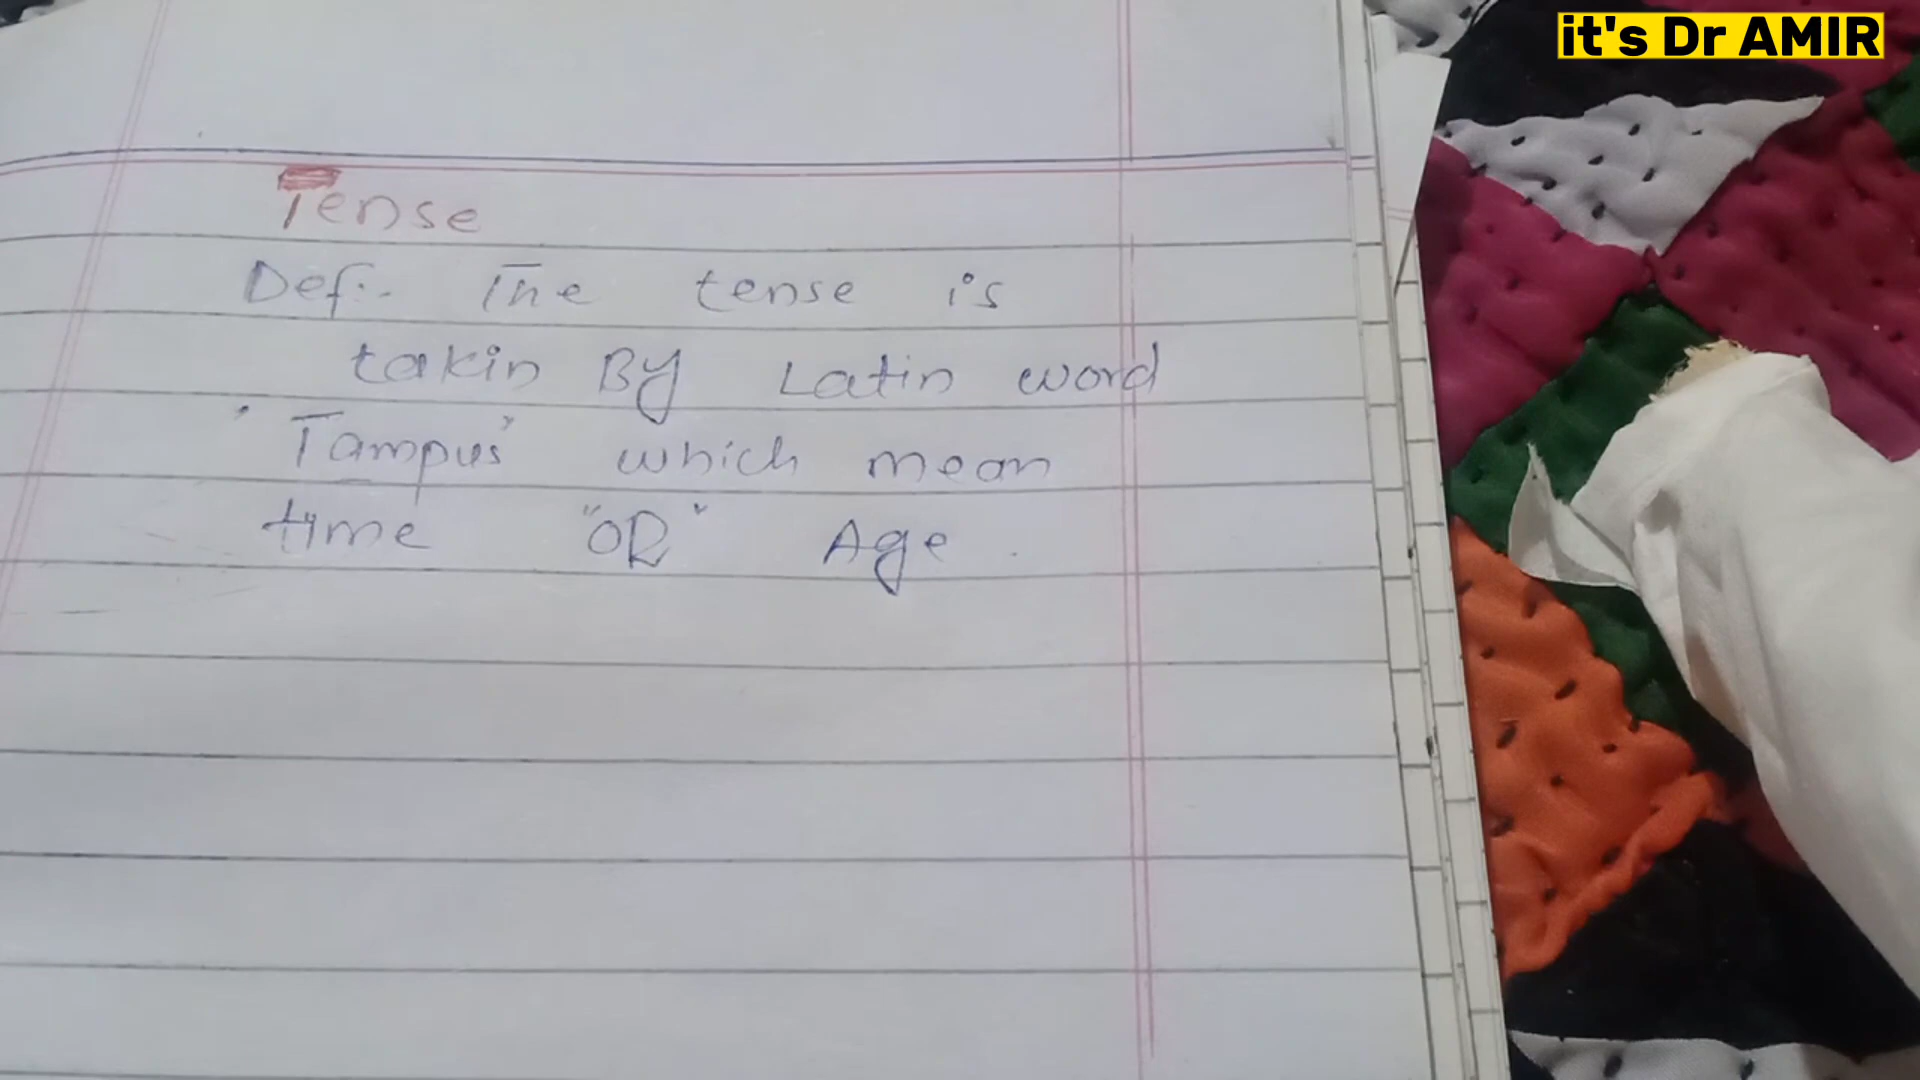 it's Dr AMIR
Tense
Def:- The tense is
takin By Latin word
"Tampus" which mean
time "OR" Age.